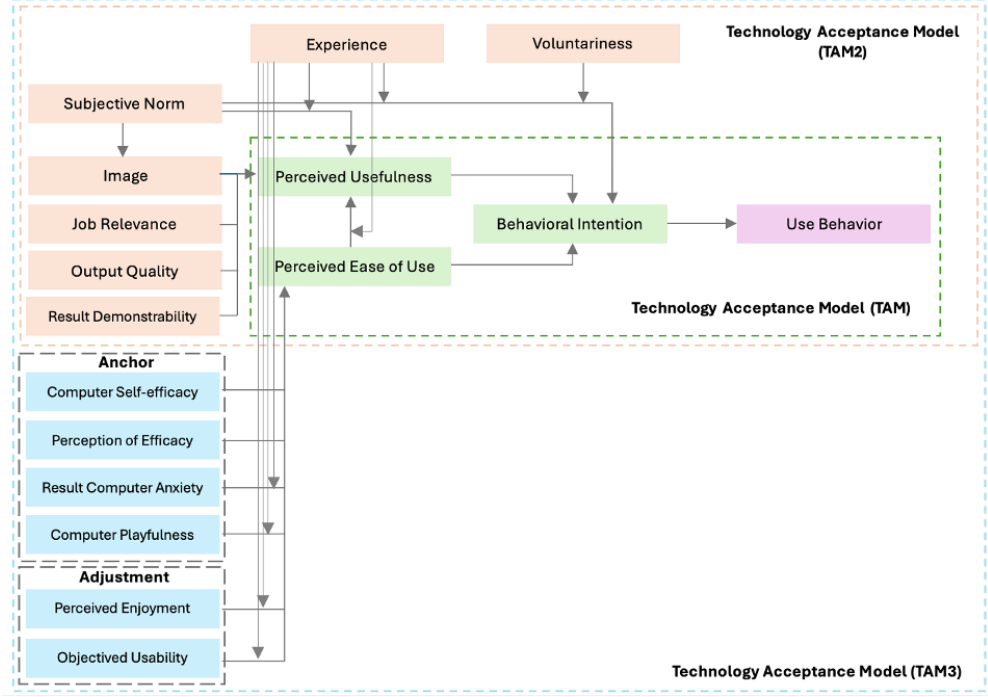 Experience
Voluntariness
Technology Acceptance Model
(TAM2)
Subjective Norm
Image
Perceived Usefulness
Job Relevance
Behavioral Intention
Use Behavior
Output Quality
Perceived Ease of Use
Result Demonstrability
Technology Acceptance Model (TAM)
Anchor
Computer Self-efficacy
Perception of Efficacy
Result Computer Anxiety
Computer Playfulness
Adjustment
Perceived Enjoyment
Objectived Usability
Technology Acceptance Model (TAM3)